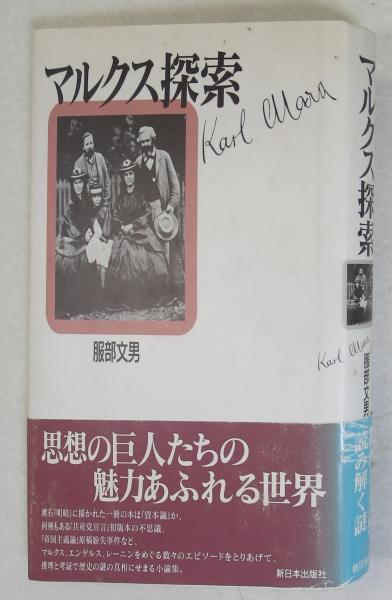 マルクス探索
Karl Marx
服部文男
思想の巨人たちの
魅力あふれる世界
漱石『明暗』に描かれた一冊の本は『資本論』か、
何種もある『共産党宣言』初版本の不思議、
『帝国主義論』原稿紛失事件など、
マルクス、エンゲルス、レーニンをめぐる数々のエピソードをとりあげて、
推理と考証で歴史の謎の真相にせまる小論集。
新日本出版社
マルクス探索
Karl Marx
服部文男
読み解く謎